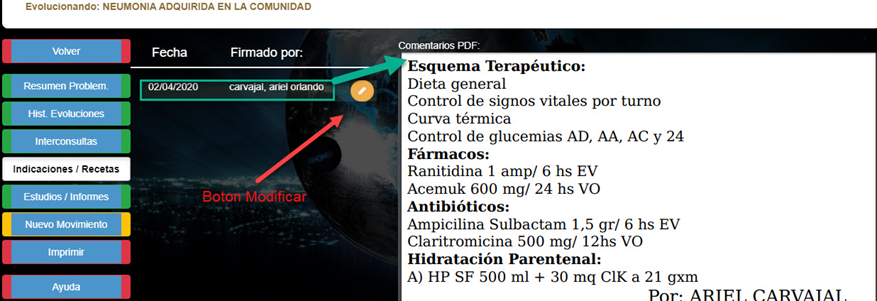 Evolucionando: NEUMONIA ADQUIRIDA EN LA COMUNIDAD
Volver
Resumen Problem.
Hist. Evoluciones
Interconsultas
Indicaciones / Recetas
Estudios / Informes
Nuevo Movimiento
Imprimir
Ayuda
Fecha Firmado por:
02/04/2020 carvajal, ariel orlando
Boton Modificar
Comentarios PDF:
Esquema Terapéutico:
Dieta general
Control de signos vitales por turno
Curva térmica
Control de glucemias AD, AA, AC y 24
Fármacos:
Ranitidina 1 amp/ 6 hs EV
Acemuk 600 mg/ 24 hs VO
Antibióticos:
Ampicilina Sulbactam 1,5 gr/ 6 hs EV
Claritromicina 500 mg/ 12hs VO
Hidratación Parentenal:
A) HP SF 500 ml + 30 mq ClK a 21 gxm
Por: ARIEL CARVAJAL